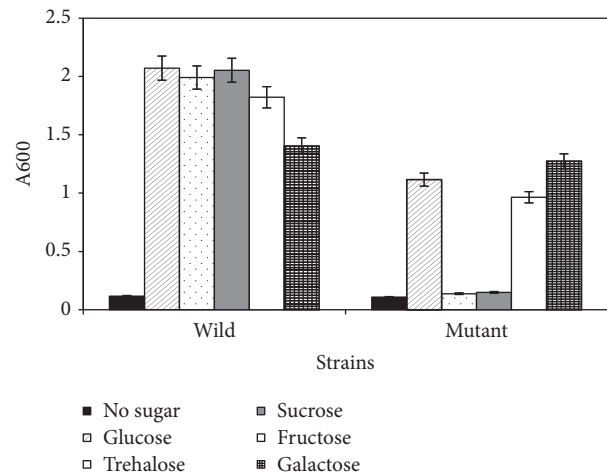 2.5
2
1.5
1
0.5
0
A600
Wild
Mutant
Strains
No sugar
Glucose
Trehalose
Sucrose
Fructose
Galactose